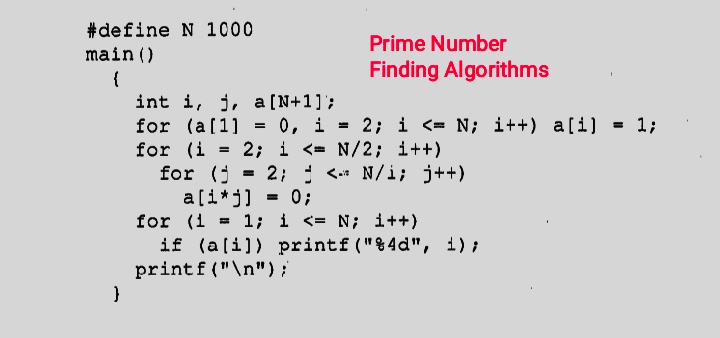 #define N 1000
main()
Prime Number
Finding Algorithms
{
int i, j, a[N+1];
for (a[1] = 0, i = 2; i <= N; i++) a[i] = 1;
for (i = 2; i <= N/2; i++)
for (j = 2; j <= N/i; j++)
a[i*j] = 0;
for (i = 1; i <= N; i++)
if (a[i]) printf("%4d", i);
printf("\n");
}